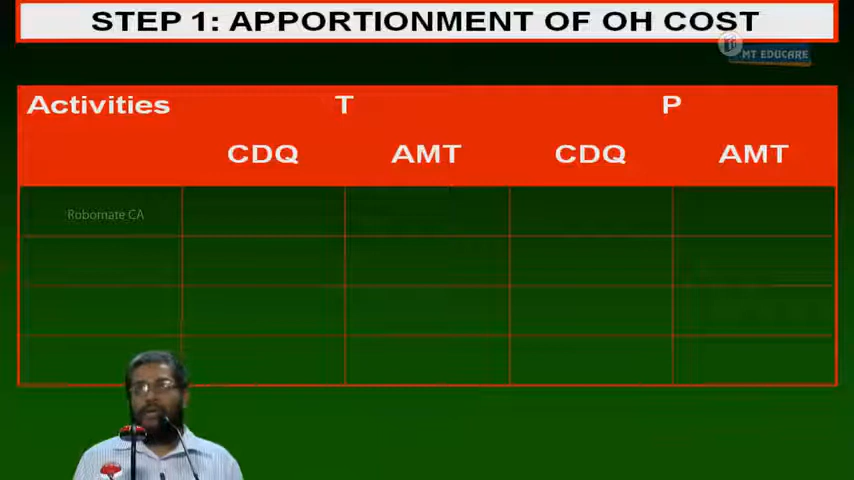 STEP 1: APPORTIONMENT OF OH COST
MT EDUCARE
Activities T P
CDQ AMT CDQ AMT
Robomate CA